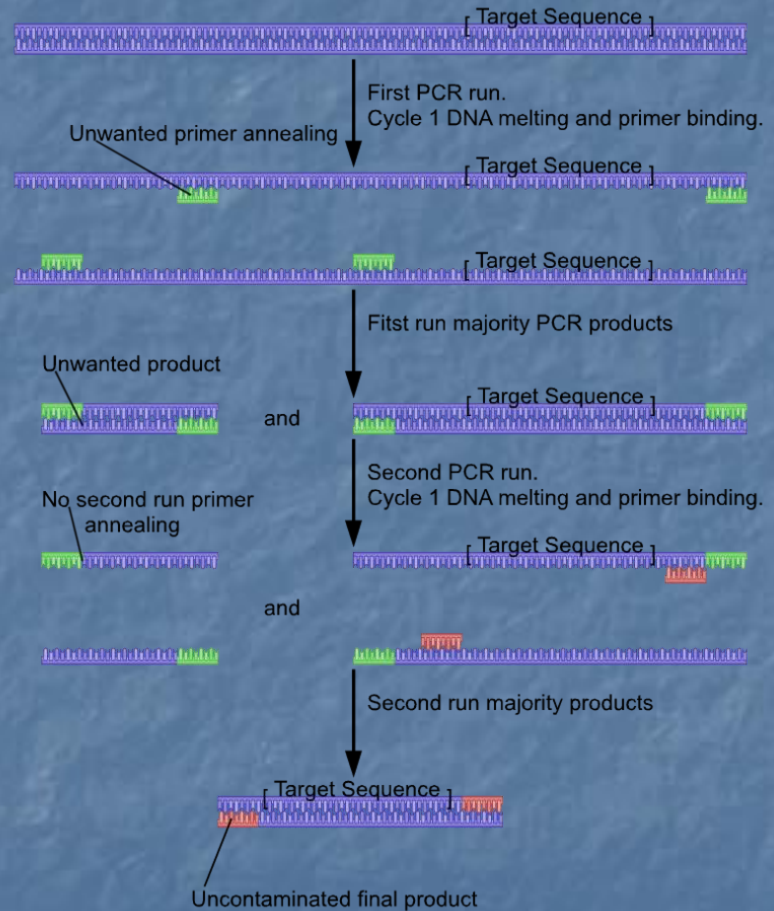 Target Sequence
First PCR run.
Cycle 1 DNA melting and primer binding.
Unwanted primer annealing
Target Sequence
Target Sequence
Fitst run majority PCR products
Unwanted product
Target Sequence
and
Second PCR run.
Cycle 1 DNA melting and primer binding.
No second run primer
annealing
Target Sequence
and
Second run majority products
Target Sequence
Uncontaminated final product